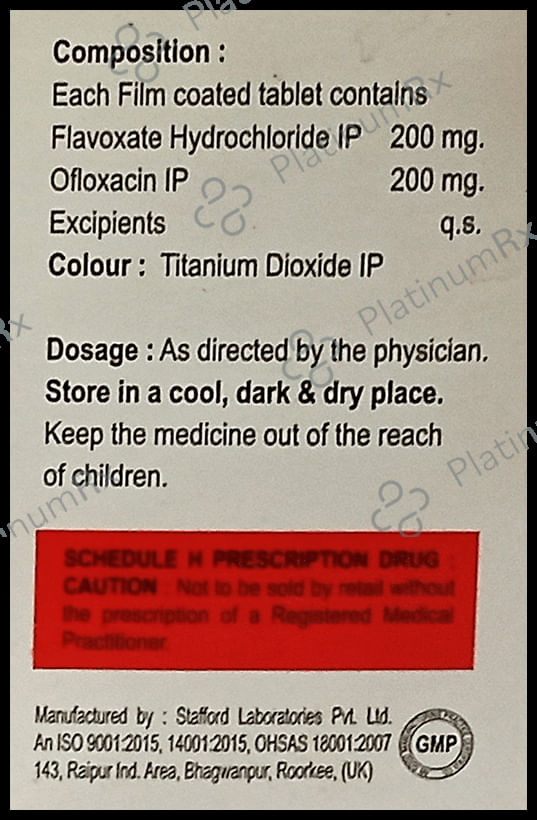 Composition :
Each Film coated tablet contains
Flavoxate Hydrochloride IP 200 mg.
Ofloxacin IP 200 mg.
Excipients q.s.
Colour : Titanium Dioxide IP
Dosage : As directed by the physician.
Store in a cool, dark & dry place.
Keep the medicine out of the reach
of children.
SCHEDULE H PRESCRIPTION DRUG :
CAUTION : Not to be sold by retail without
the prescription of a Registered Medical
Practitioner.
Manufactured by : Stafford Laboratories Pvt. Ltd.
An ISO 9001:2015, 14001:2015, OHSAS 18001:2007
143, Raipur Ind. Area, Bhagwanpur, Roorkee, (UK)
GMP
PlatinumRx
PlatinumRx
PlatinumRx